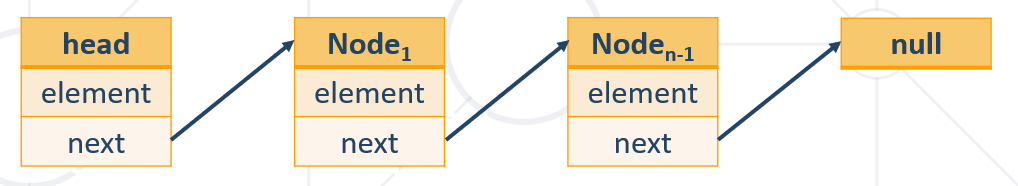 head Node₁ Nodeₙ₋₁ null
element element element
next next next